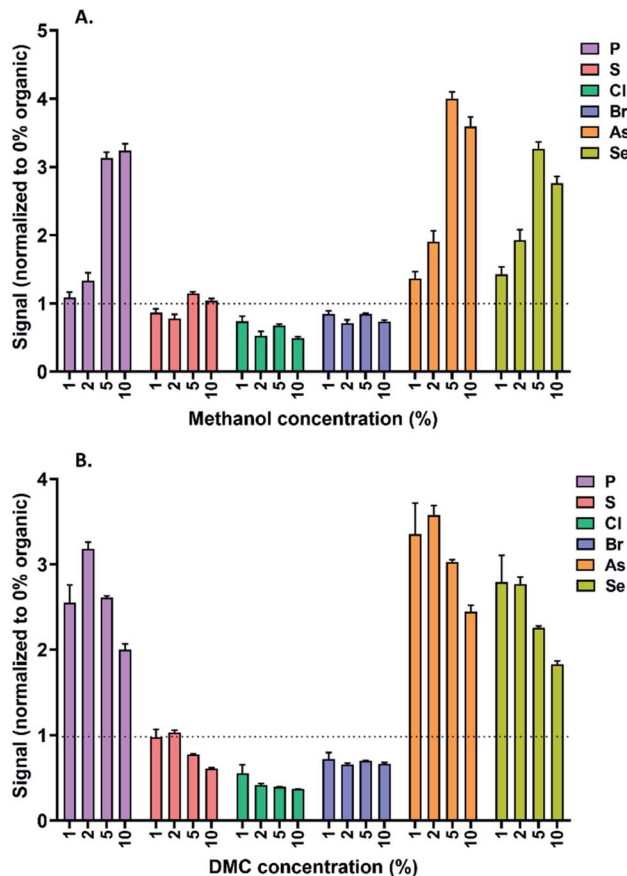 A.
P
S
Cl
Br
As
Se
Signal (normalized to 0% organic)
5
4
3
2
1
0
1 2 5 10 1 2 5 10 1 2 5 10 1 2 5 10 1 2 5 10 1 2 5 10
Methanol concentration (%)
B.
P
S
Cl
Br
As
Se
Signal (normalized to 0% organic)
4
3
2
1
0
1 2 5 10 1 2 5 10 1 2 5 10 1 2 5 10 1 2 5 10 1 2 5 10
DMC concentration (%)